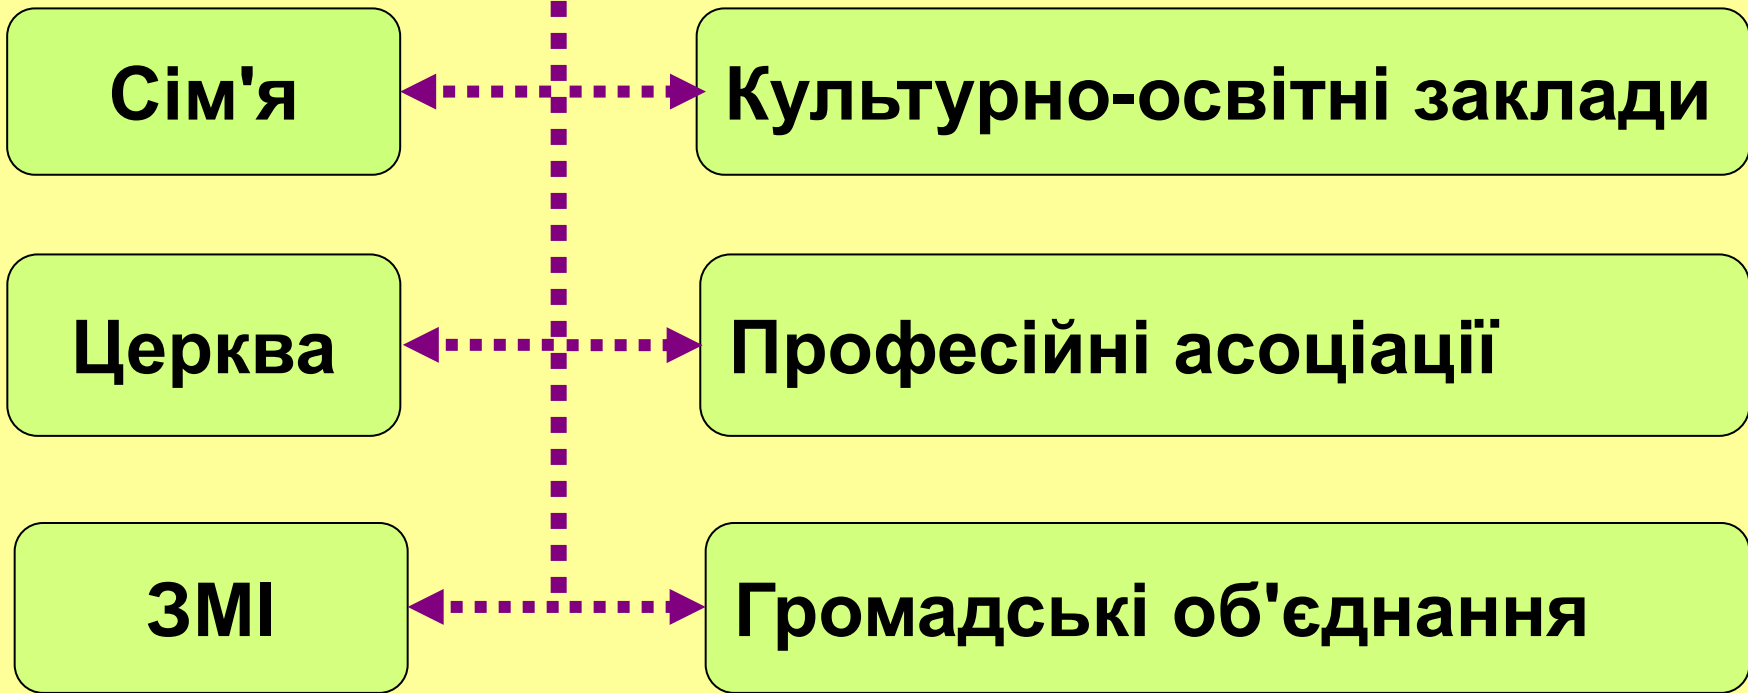 Сім'я
Культурно-освітні заклади
Церква
Професійні асоціації
ЗМІ
Громадські об'єднання